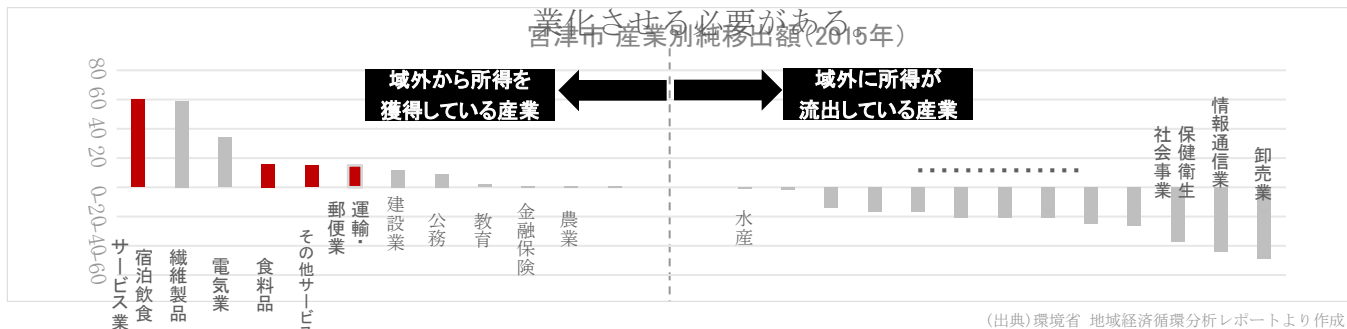 業化させる必要がある。
宮津市 産業別純移出額(2015年)
域外から所得を
獲得している産業
域外に所得が
流出している産業
80
60
40
20
0
-20
-40
-60
宿泊飲食
サービス業
繊維製品
電気業
食料品
その他サービス
運輸・
郵便業
建設業
公務
教育
金融保険
農業
水産
保健衛生
社会事業
情報通信業
卸売業
(出典)環境省 地域経済循環分析レポートより作成